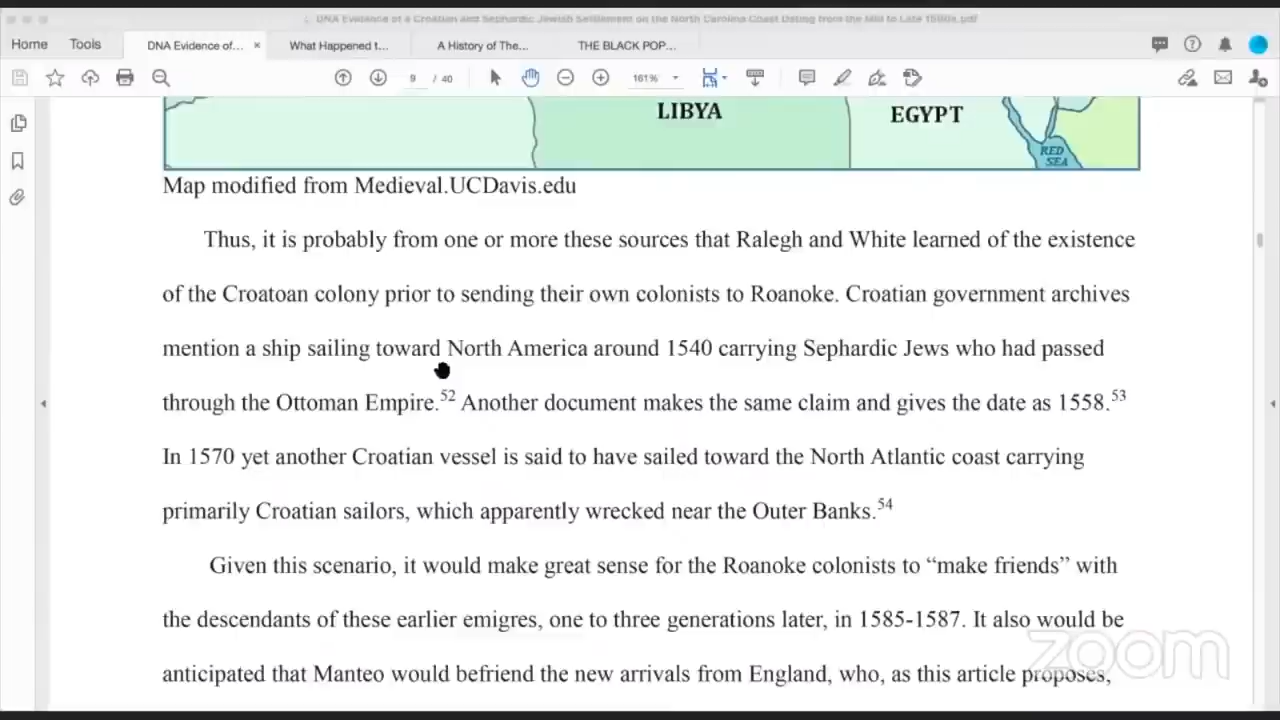 DNA Evidence of a Croatian and Sephardic Jewish Settlement on the North Carolina Coast Dating from the Mid to Late 1500s.pdf
Home Tools DNA Evidence of... × What Happened t... A History of The... THE BLACK POP...
9 / 40 161%
LIBYA
EGYPT
RED
SEA
Map modified from Medieval.UCDavis.edu
Thus, it is probably from one or more these sources that Ralegh and White learned of the existence
of the Croatoan colony prior to sending their own colonists to Roanoke. Croatian government archives
mention a ship sailing toward North America around 1540 carrying Sephardic Jews who had passed
through the Ottoman Empire.52 Another document makes the same claim and gives the date as 1558.53
In 1570 yet another Croatian vessel is said to have sailed toward the North Atlantic coast carrying
primarily Croatian sailors, which apparently wrecked near the Outer Banks.54
Given this scenario, it would make great sense for the Roanoke colonists to “make friends” with
the descendants of these earlier emigres, one to three generations later, in 1585-1587. It also would be
anticipated that Manteo would befriend the new arrivals from England, who, as this article proposes,
zoom